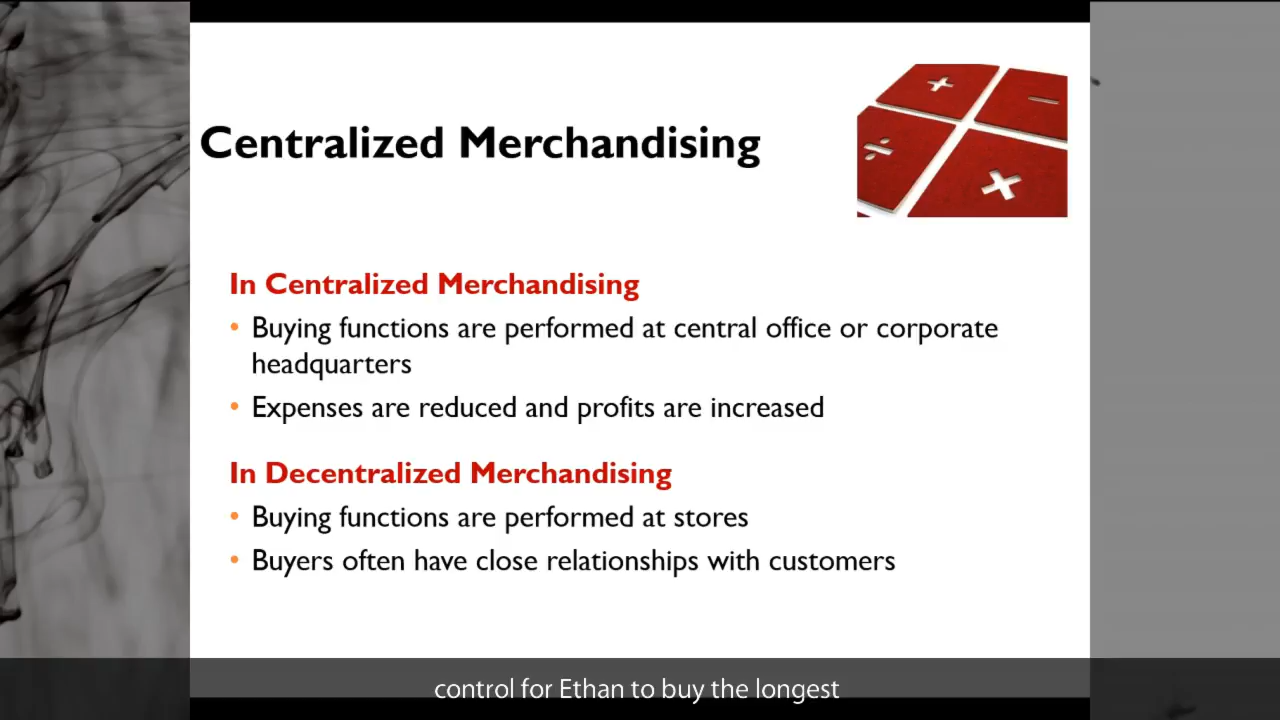 Centralized Merchandising
In Centralized Merchandising
• Buying functions are performed at central office or corporate
headquarters
• Expenses are reduced and profits are increased
In Decentralized Merchandising
• Buying functions are performed at stores
• Buyers often have close relationships with customers
control for Ethan to buy the longest